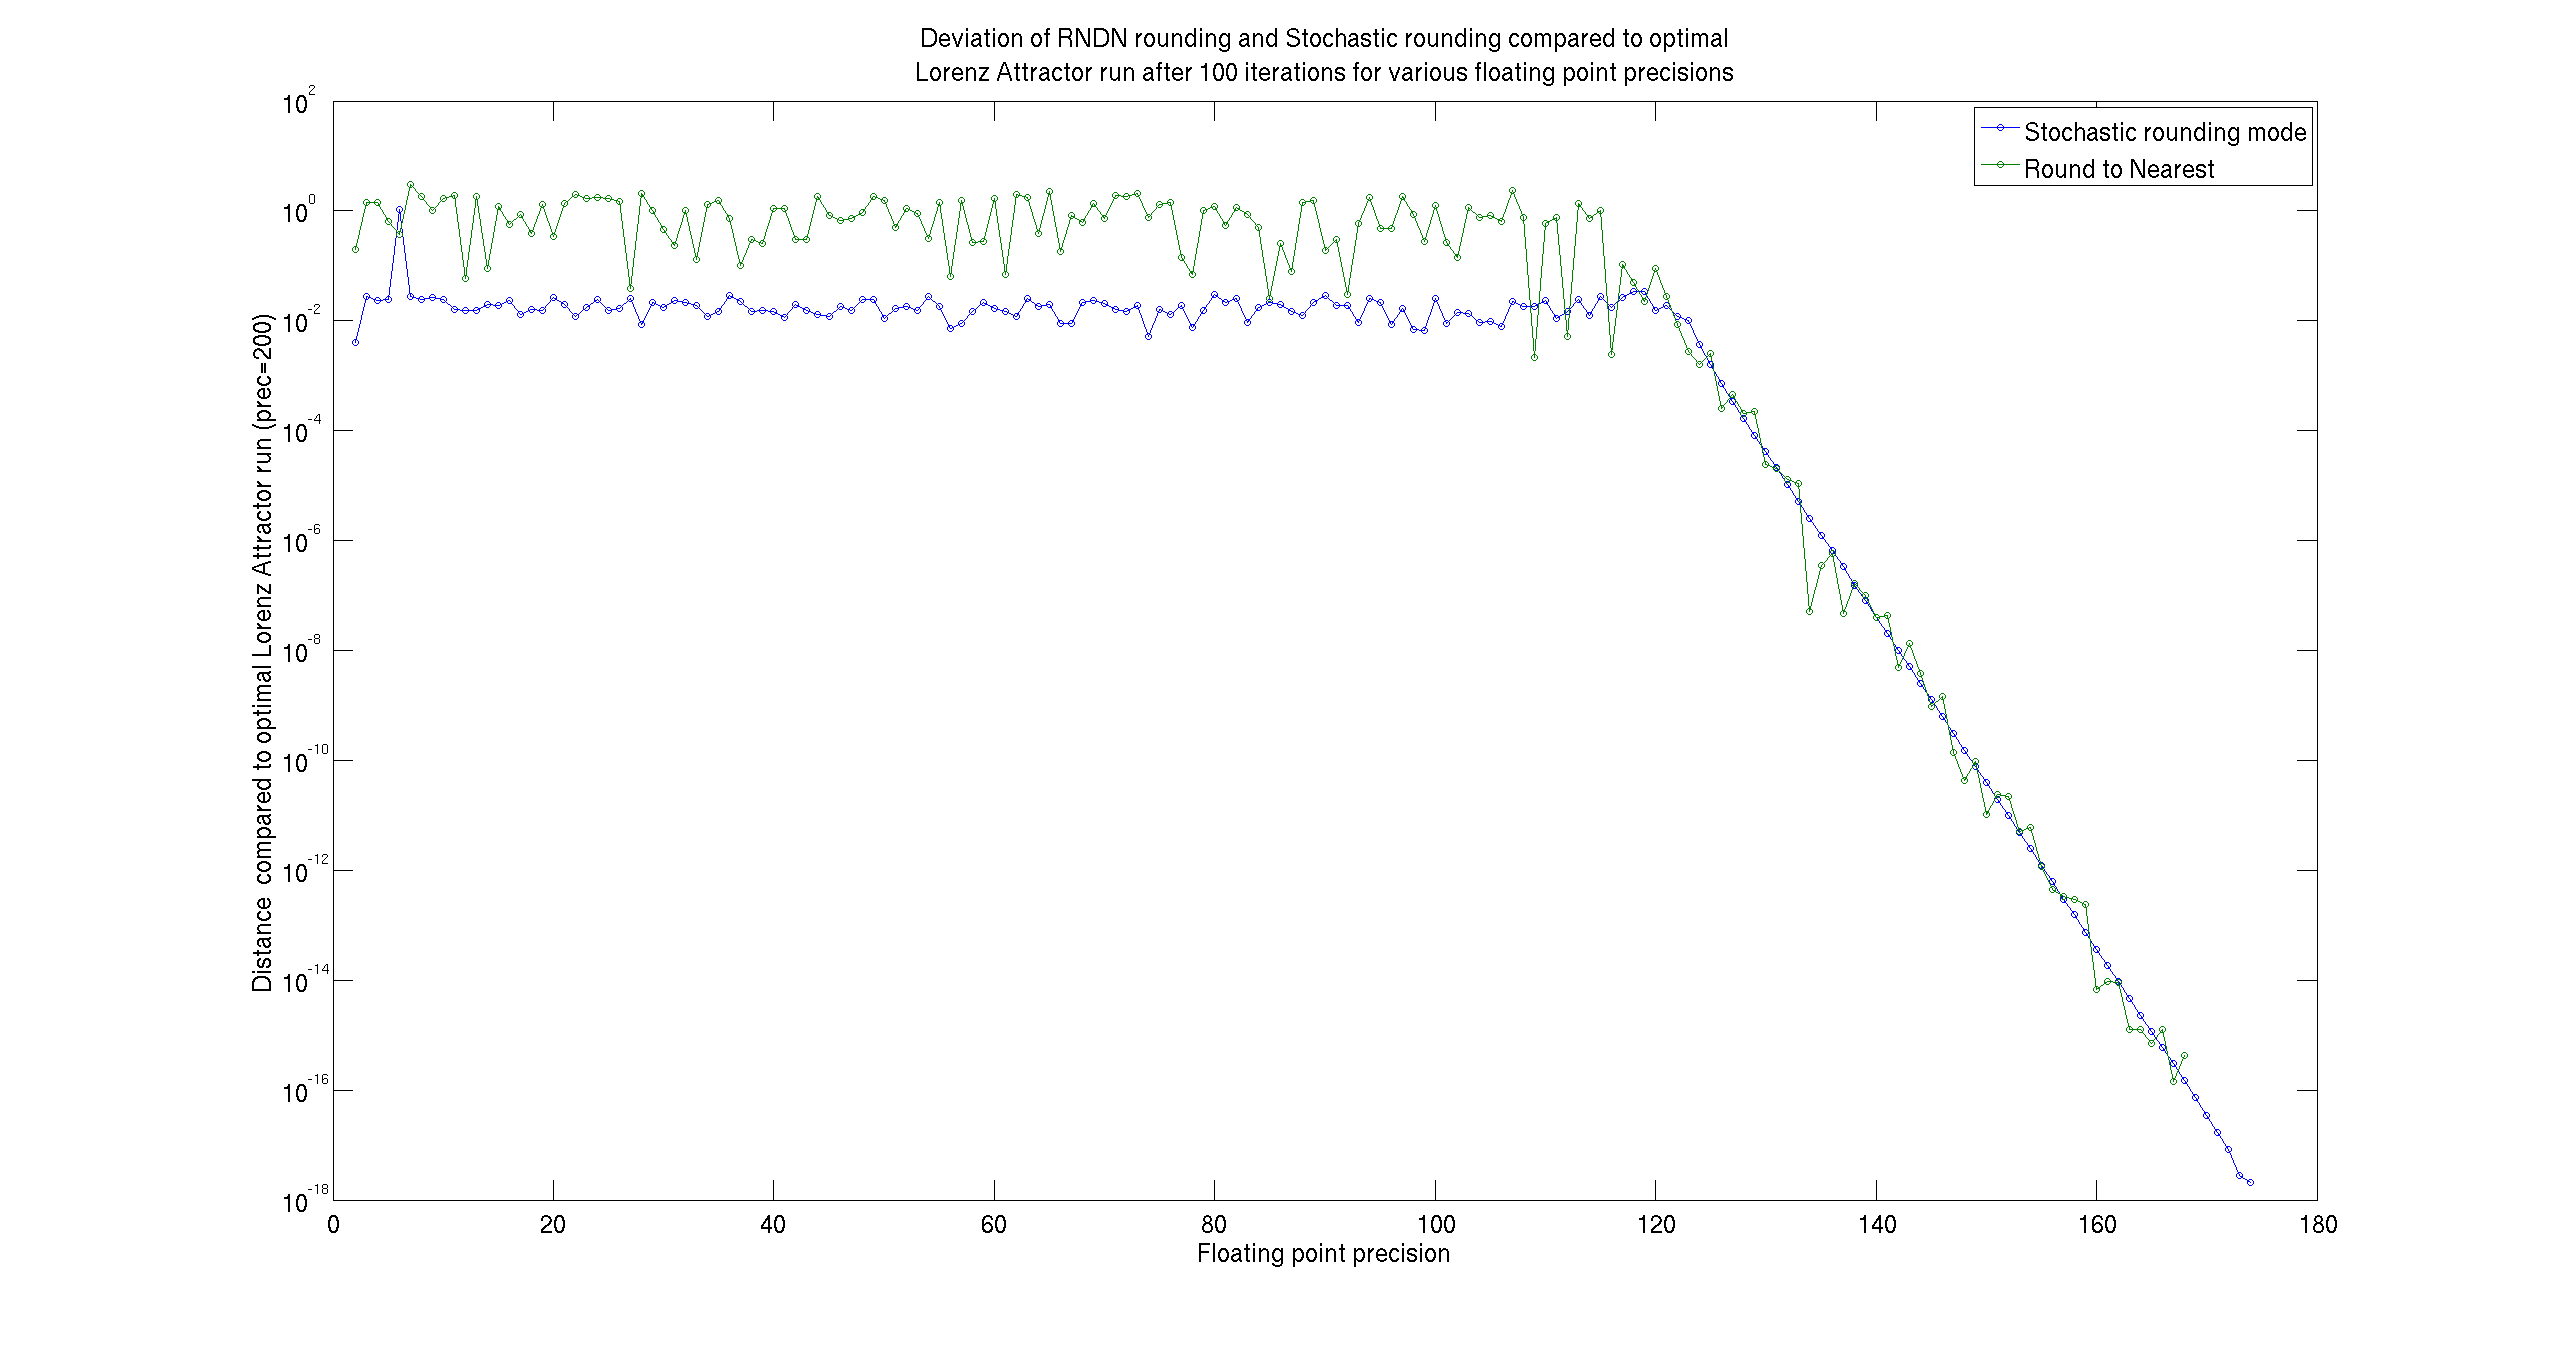 Deviation of RNDN rounding and Stochastic rounding compared to optimal
Lorenz Attractor run after 100 iterations for various floating point precisions
Stochastic rounding mode
Round to Nearest
Distance compared to optimal Lorenz Attractor run (prec=200)
10^2
10^0
10^-2
10^-4
10^-6
10^-8
10^-10
10^-12
10^-14
10^-16
10^-18
0 20 40 60 80 100 120 140 160 180
Floating point precision